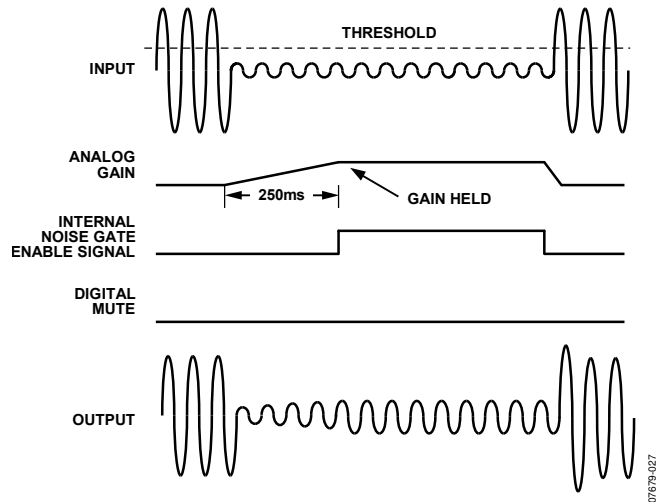 THRESHOLD
INPUT
ANALOG
GAIN
250ms
GAIN HELD
INTERNAL
NOISE GATE
ENABLE SIGNAL
DIGITAL
MUTE
OUTPUT
07679-027